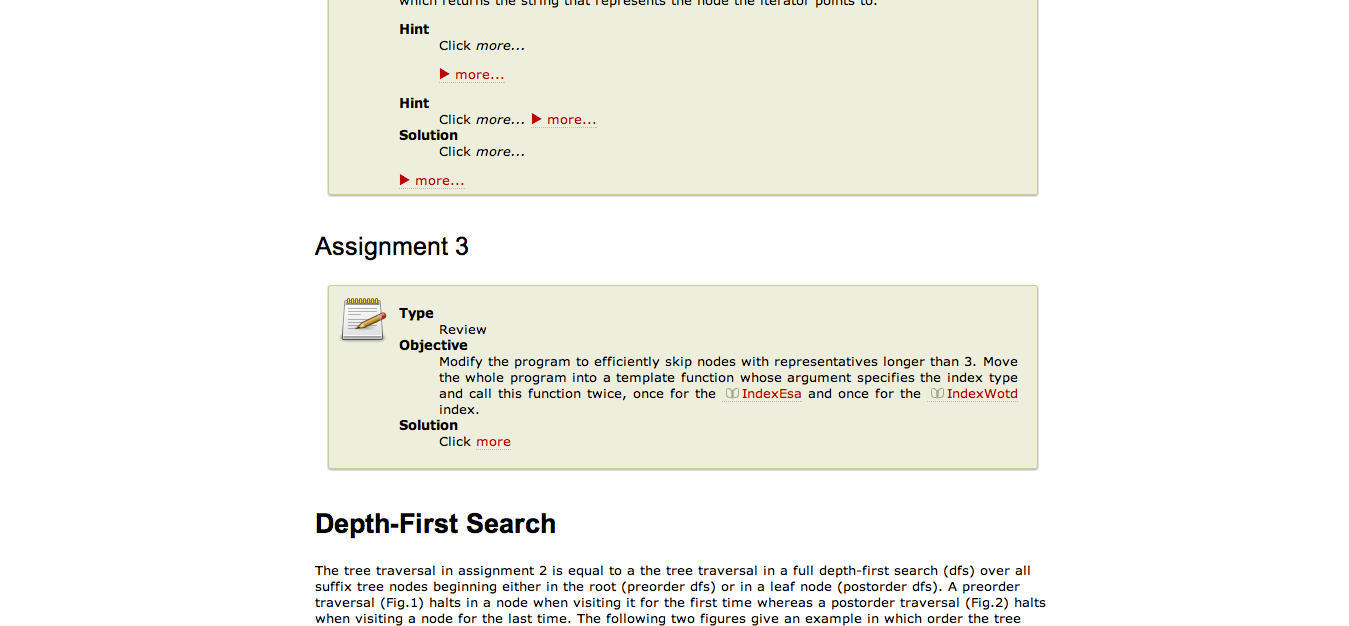 which returns the string that represents the node the iterator points to.
Hint
Click more...
more...
Hint
Click more... more...
Solution
Click more...
more...
Assignment 3
Type
Review
Objective
Modify the program to efficiently skip nodes with representatives longer than 3. Move
the whole program into a template function whose argument specifies the index type
and call this function twice, once for the IndexEsa and once for the IndexWotd
index.
Solution
Click more
Depth-First Search
The tree traversal in assignment 2 is equal to a the tree traversal in a full depth-first search (dfs) over all
suffix tree nodes beginning either in the root (preorder dfs) or in a leaf node (postorder dfs). A preorder
traversal (Fig.1) halts in a node when visiting it for the first time whereas a postorder traversal (Fig.2) halts
when visiting a node for the last time. The following two figures give an example in which order the tree